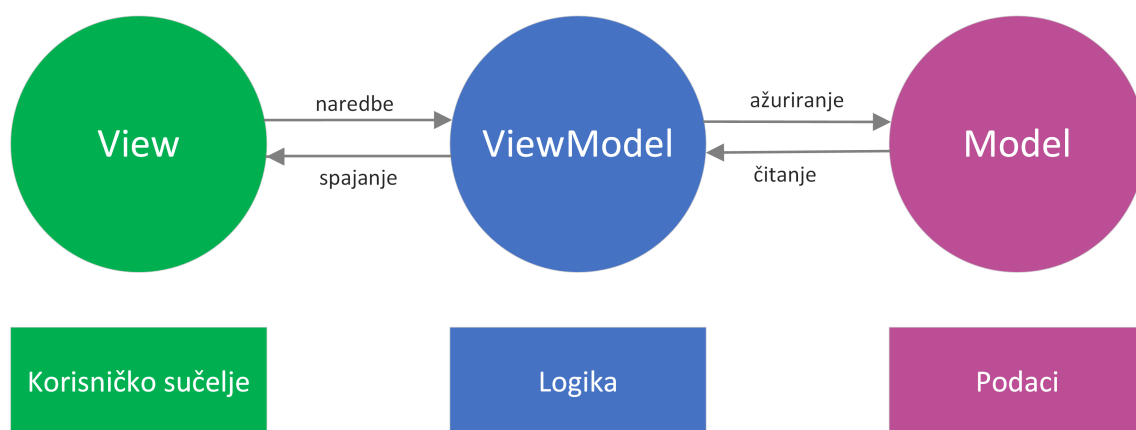 View
naredbe
spajanje
ViewModel
ažuriranje
čitanje
Model
Korisničko sučelje
Logika
Podaci